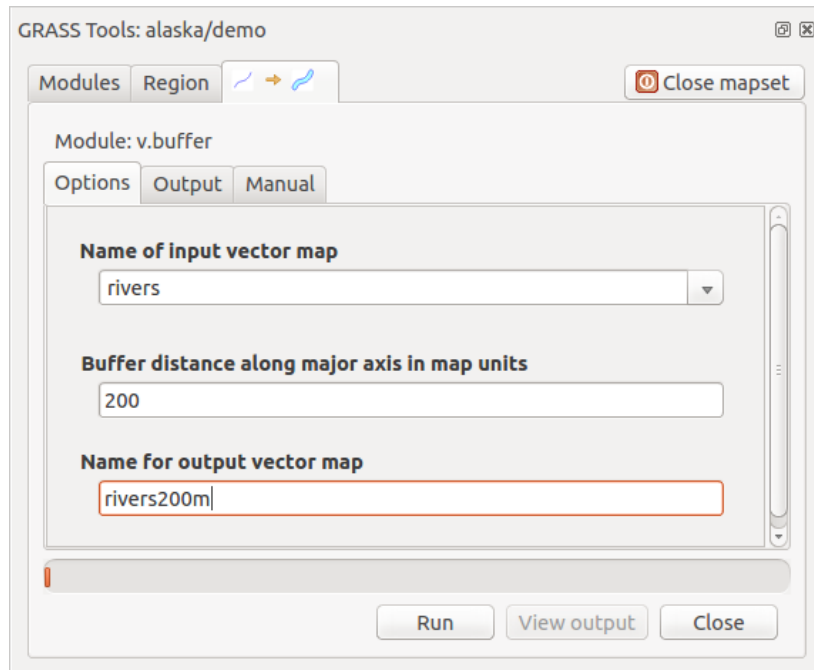 GRASS Tools: alaska/demo
Modules Region Close mapset
Module: v.buffer
Options Output Manual
Name of input vector map
rivers
Buffer distance along major axis in map units
200
Name for output vector map
rivers200m
Run View output Close